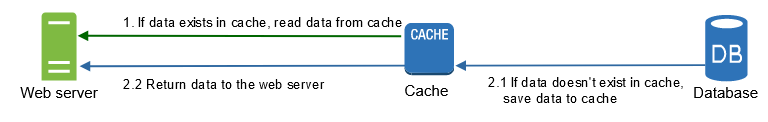 1. If data exists in cache, read data from cache
CACHE
DB
2.2 Return data to the web server
2.1 If data doesn't exist in cache,
save data to cache
Web server
Cache
Database